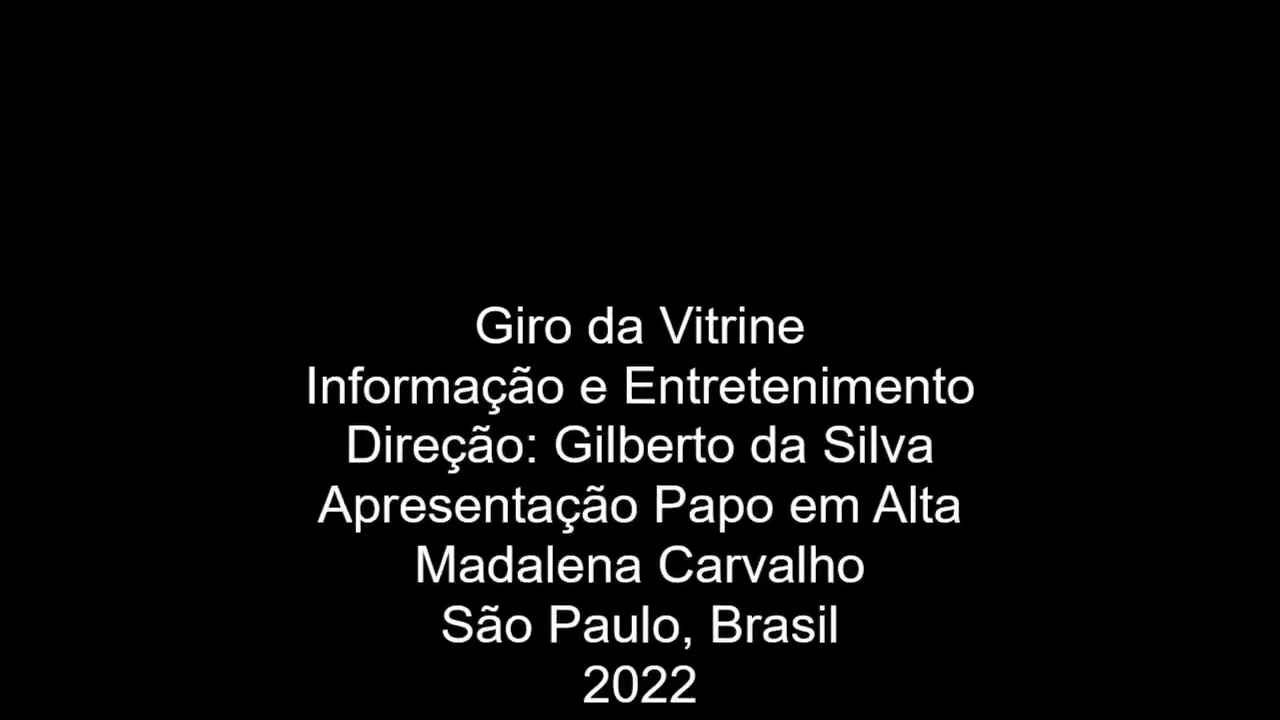 Giro da Vitrine
Informação e Entretenimento
Direção: Gilberto da Silva
Apresentação Papo em Alta
Madalena Carvalho
São Paulo, Brasil
2022